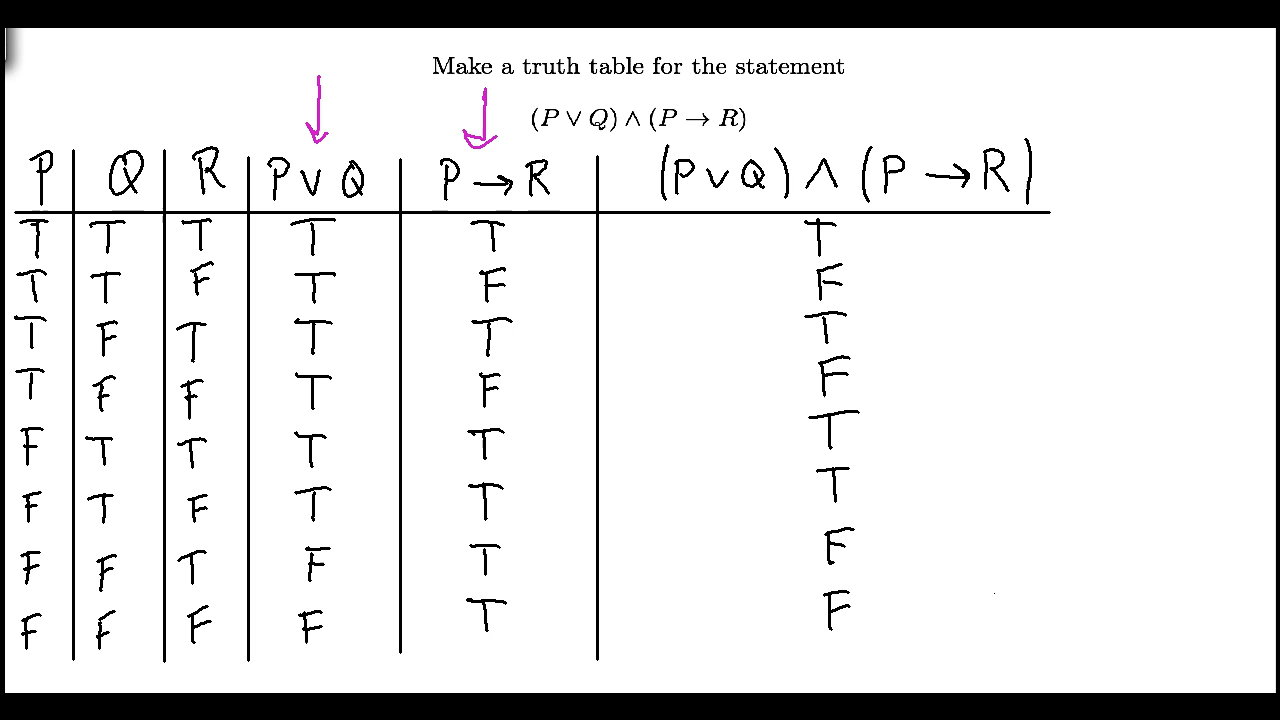 Make a truth table for the statement
(P ∨ Q) ∧ (P → R)
P Q R P ∨ Q P → R (P ∨ Q) ∧ (P → R)
T T T T T T
T T F T F F
T F T T T T
T F F T F F
F T T T T T
F T F T T T
F F T F T F
F F F F T F